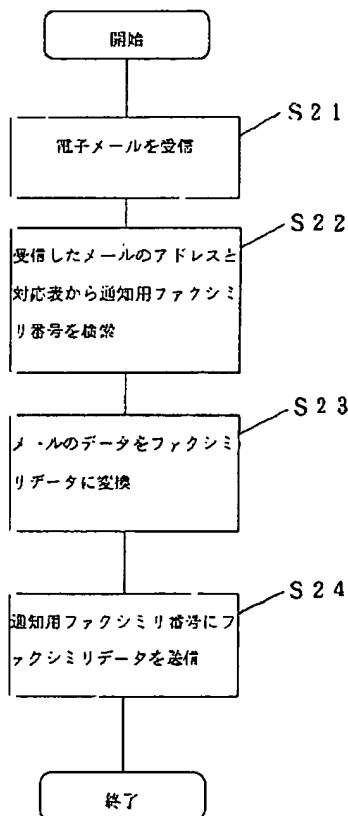 開始
電子メールを受信
S21
受信したメールのアドレスと
対応表から通知用ファクシミ
リ番号を検索
S22
メールのデータをファクシミ
リデータに変換
S23
通知用ファクシミリ番号にフ
ァクシミリデータを送信
S24
終了